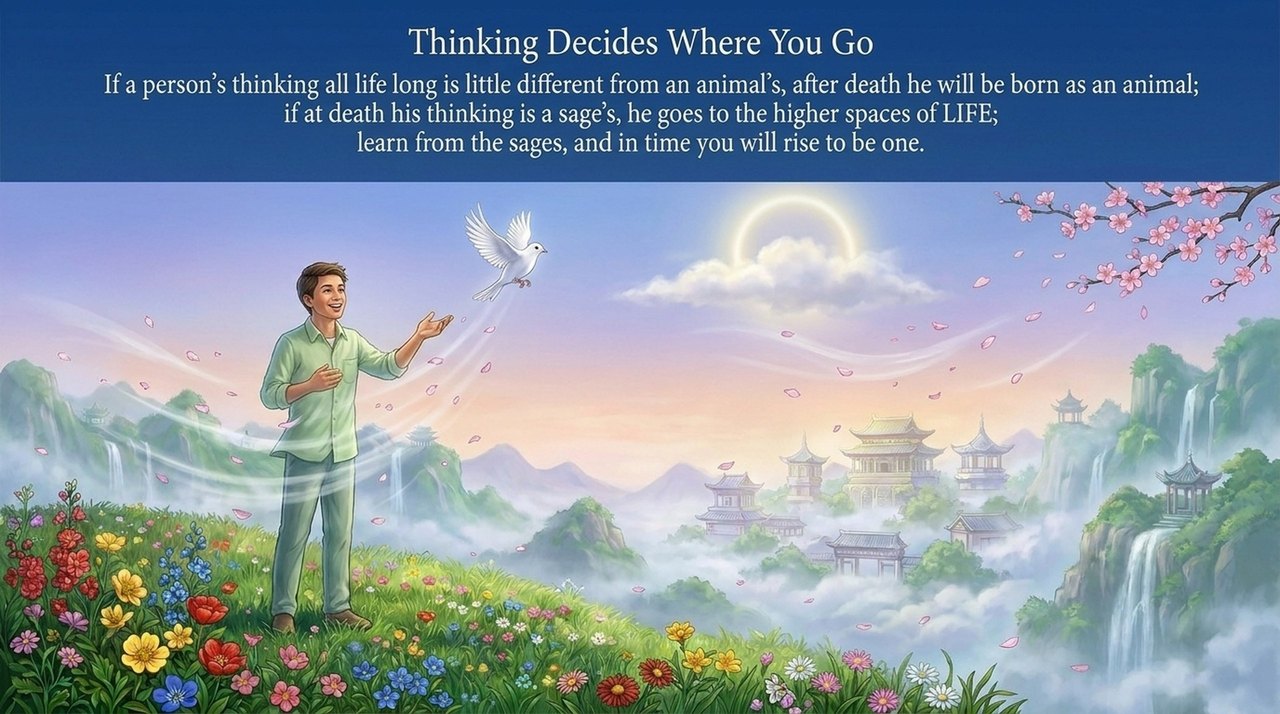 Thinking Decides Where You Go
If a person's thinking all life long is little different from an animal's, after death he will be born as an animal;
if at death his thinking is a sage's, he goes to the higher spaces of LIFE;
learn from the sages, and in time you will rise to be one.